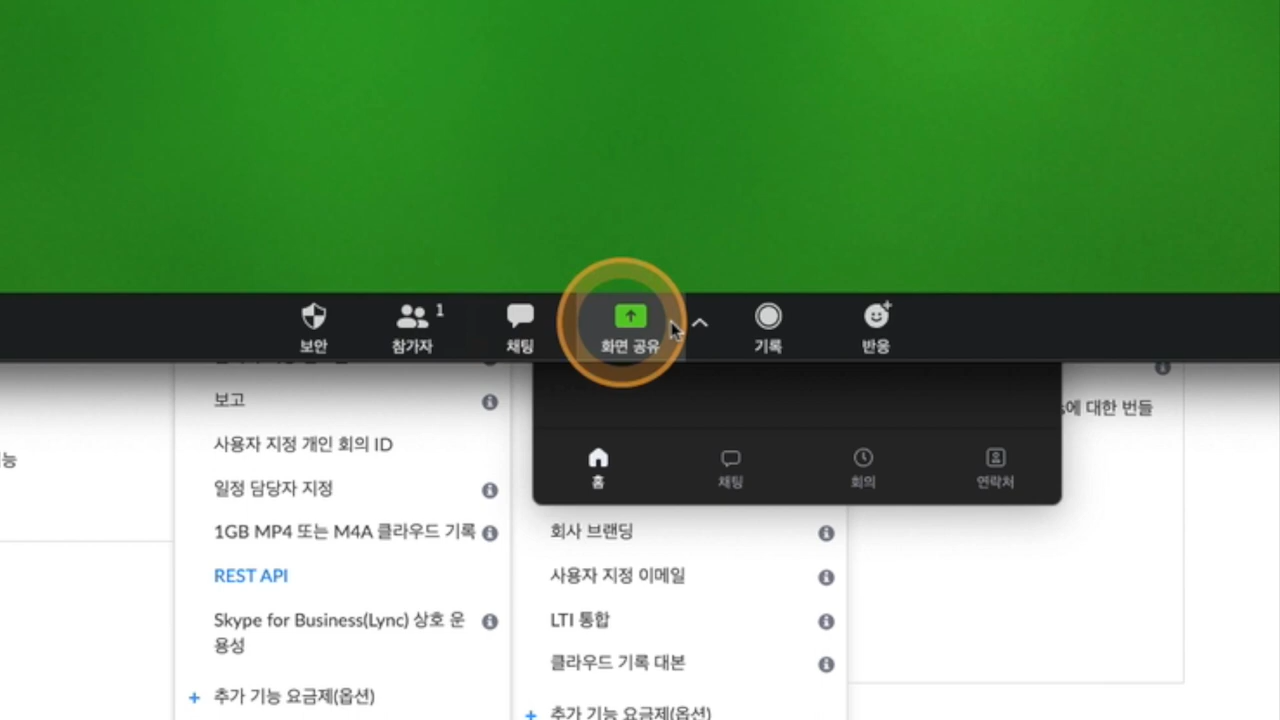 1
보안
참가자
채팅
화면 공유
기록
반응
보고
에 대한 번들
사용자 지정 개인 회의 ID
능
홈
채팅
회의
연락처
일정 담당자 지정
1GB MP4 또는 M4A 클라우드 기록
회사 브랜딩
REST API
사용자 지정 이메일
Skype for Business(Lync) 상호 운
용성
LTI 통합
클라우드 기록 대본
+ 추가 기능 요금제(옵션)
+ 추가 기능 요금제(옵션)